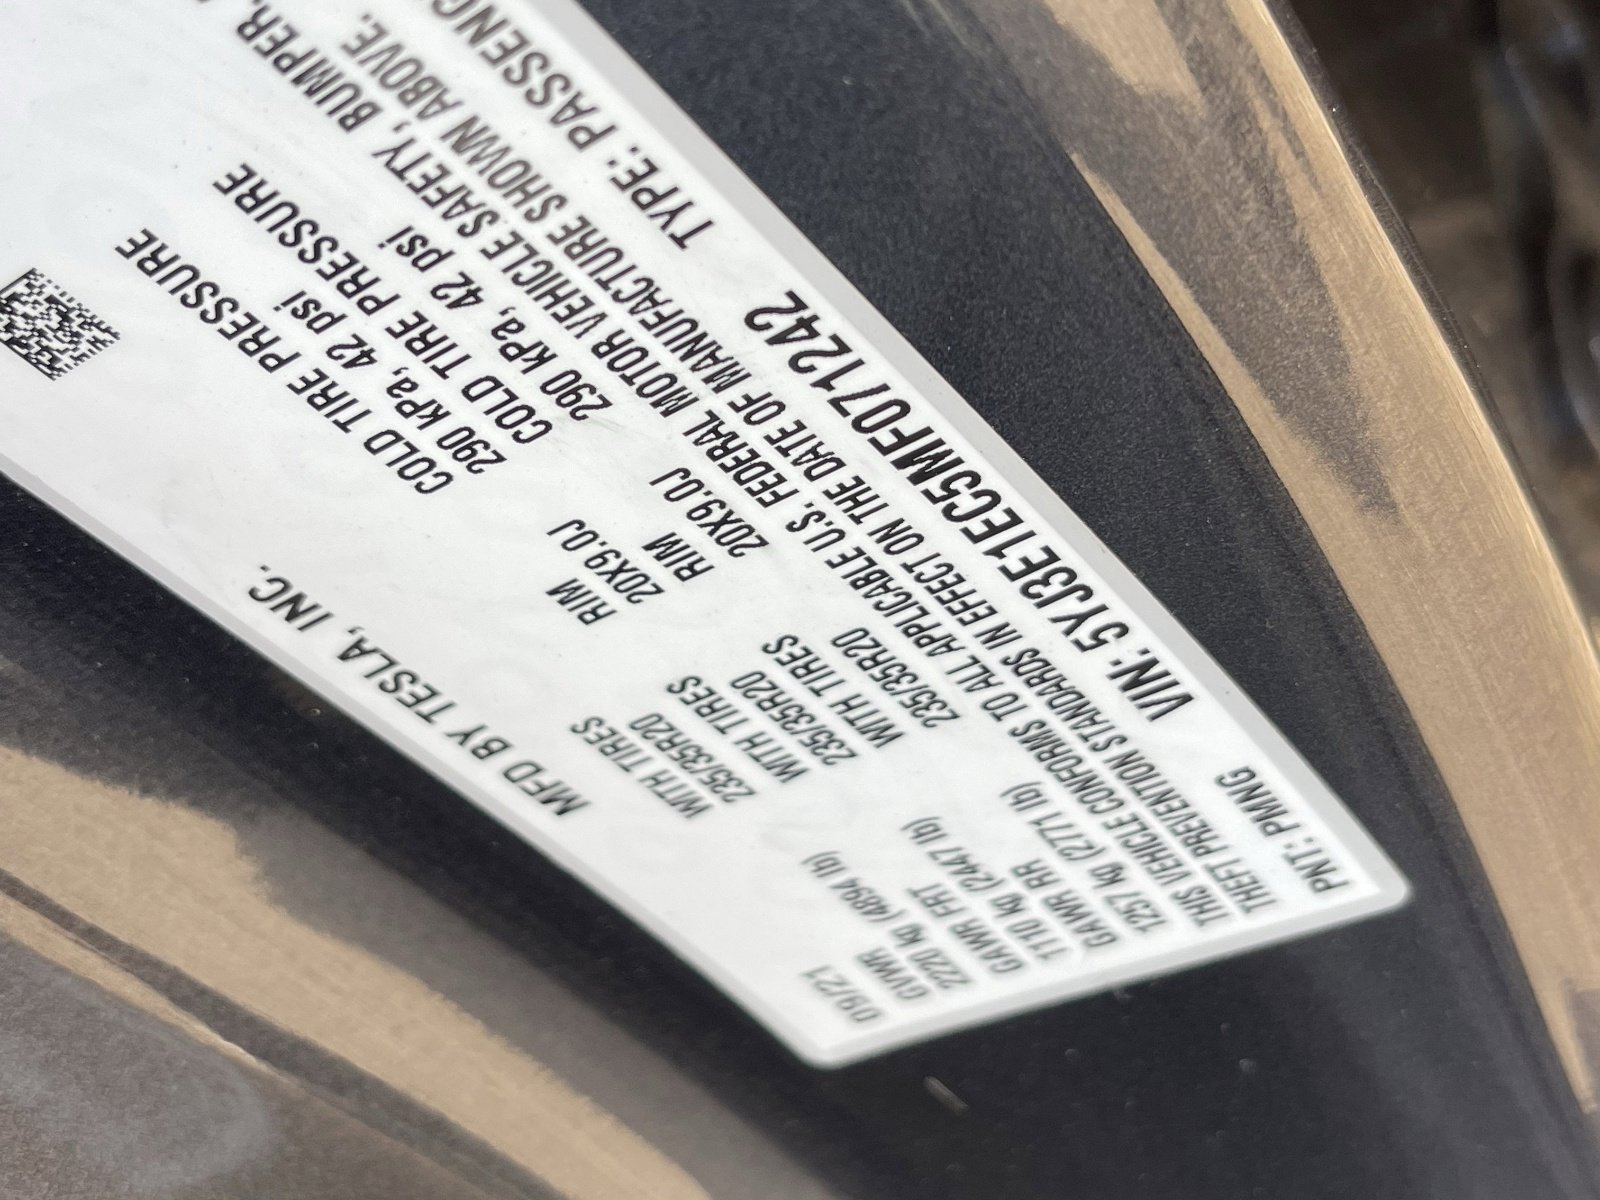 MFD BY TESLA, INC.
09/21
GVWR WITH TIRES RIM COLD TIRE PRESSURE
2220 kg (4894 lb) 235/35R20 20X9.0J 290 kPa, 42 psi
GAWR FRT WITH TIRES RIM COLD TIRE PRESSURE
1110 kg (2447 lb) 235/35R20 20X9.0J 290 kPa, 42 psi
GAWR RR WITH TIRES
1257 kg (2771 lb) 235/35R20
THIS VEHICLE CONFORMS TO ALL APPLICABLE U.S. FEDERAL MOTOR VEHICLE SAFETY, BUMPER,
THEFT PREVENTION STANDARDS IN EFFECT ON THE DATE OF MANUFACTURE SHOWN ABOVE.
VIN: 5YJ3E1EC5MF071242 TYPE: PASSENG
PNT: PMNG